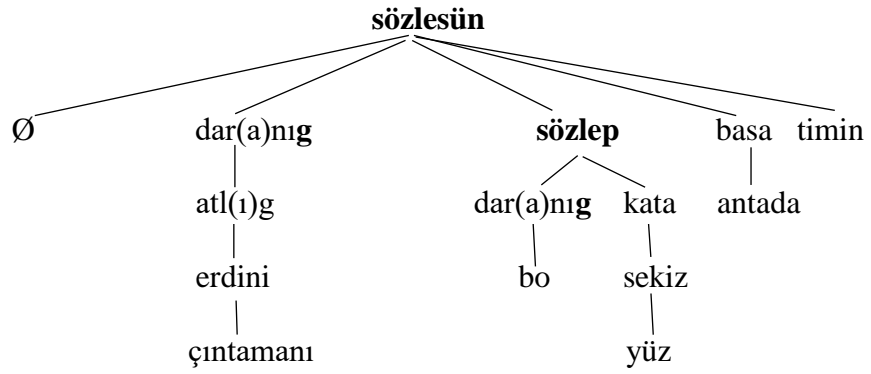 sözlesün
Ø dar(a)nıg sözlep basa timin
atl(ı)g dar(a)nıg kata antada
erdini bo sekiz
çıntamanı yüz